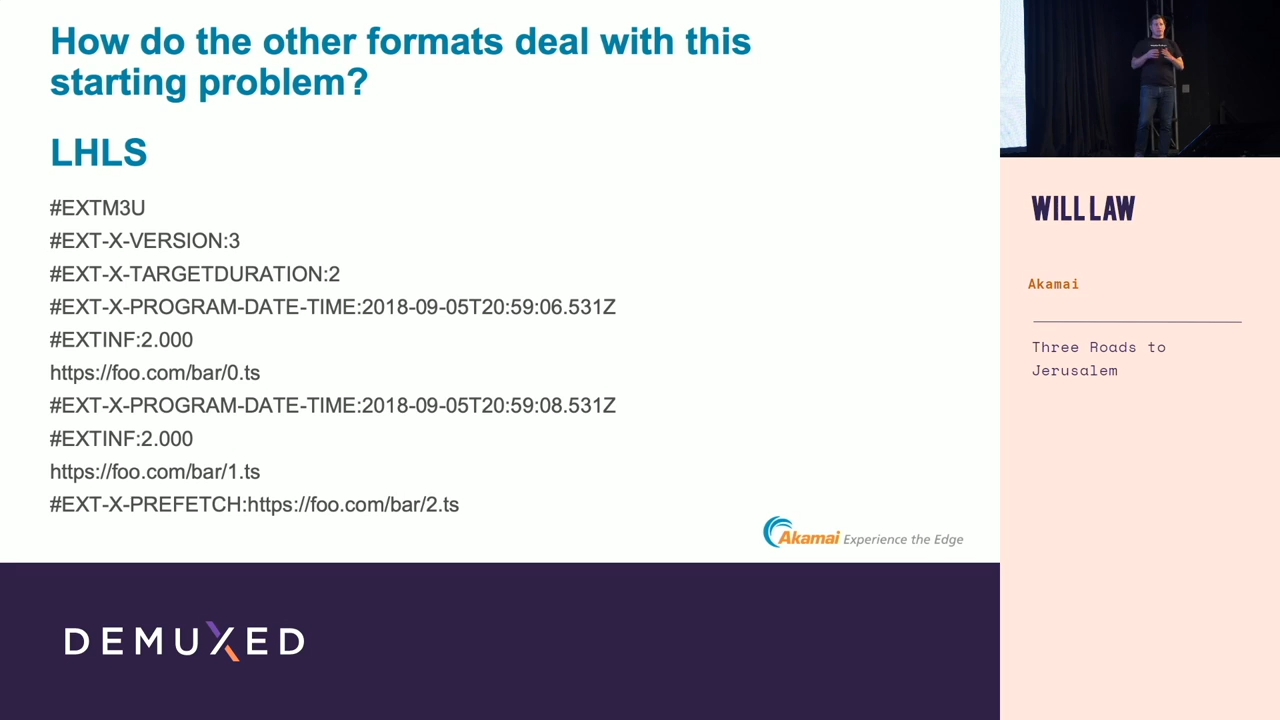 How do the other formats deal with this
starting problem?
LHLS
#EXTM3U
#EXT-X-VERSION:3
#EXT-X-TARGETDURATION:2
#EXT-X-PROGRAM-DATE-TIME:2018-09-05T20:59:06.531Z
#EXTINF:2.000
https://foo.com/bar/0.ts
#EXT-X-PROGRAM-DATE-TIME:2018-09-05T20:59:08.531Z
#EXTINF:2.000
https://foo.com/bar/1.ts
#EXT-X-PREFETCH:https://foo.com/bar/2.ts
Akamai Experience the Edge
DEMUXED
WILL LAW
Akamai
Three Roads to
Jerusalem